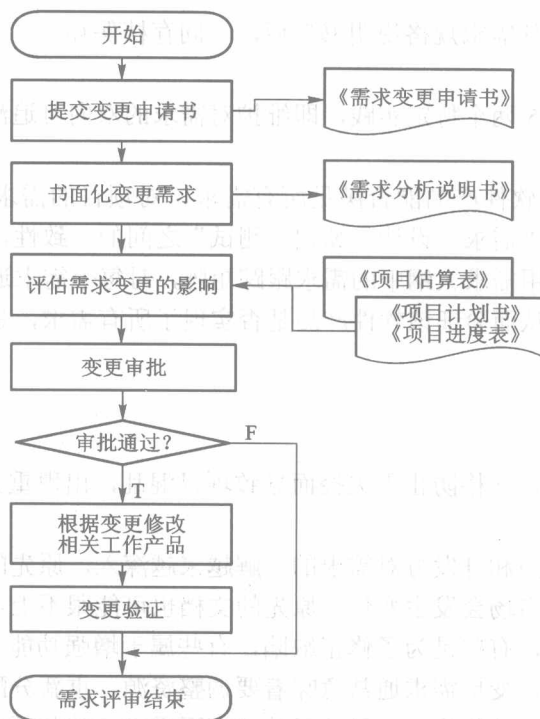 开始
提交变更申请书
《需求变更申请书》
书面化变更需求
《需求分析说明书》
评估需求变更的影响
《项目估算表》
《项目计划书》
《项目进度表》
变更审批
审批通过?
F
T
根据变更修改
相关工作产品
变更验证
需求评审结束